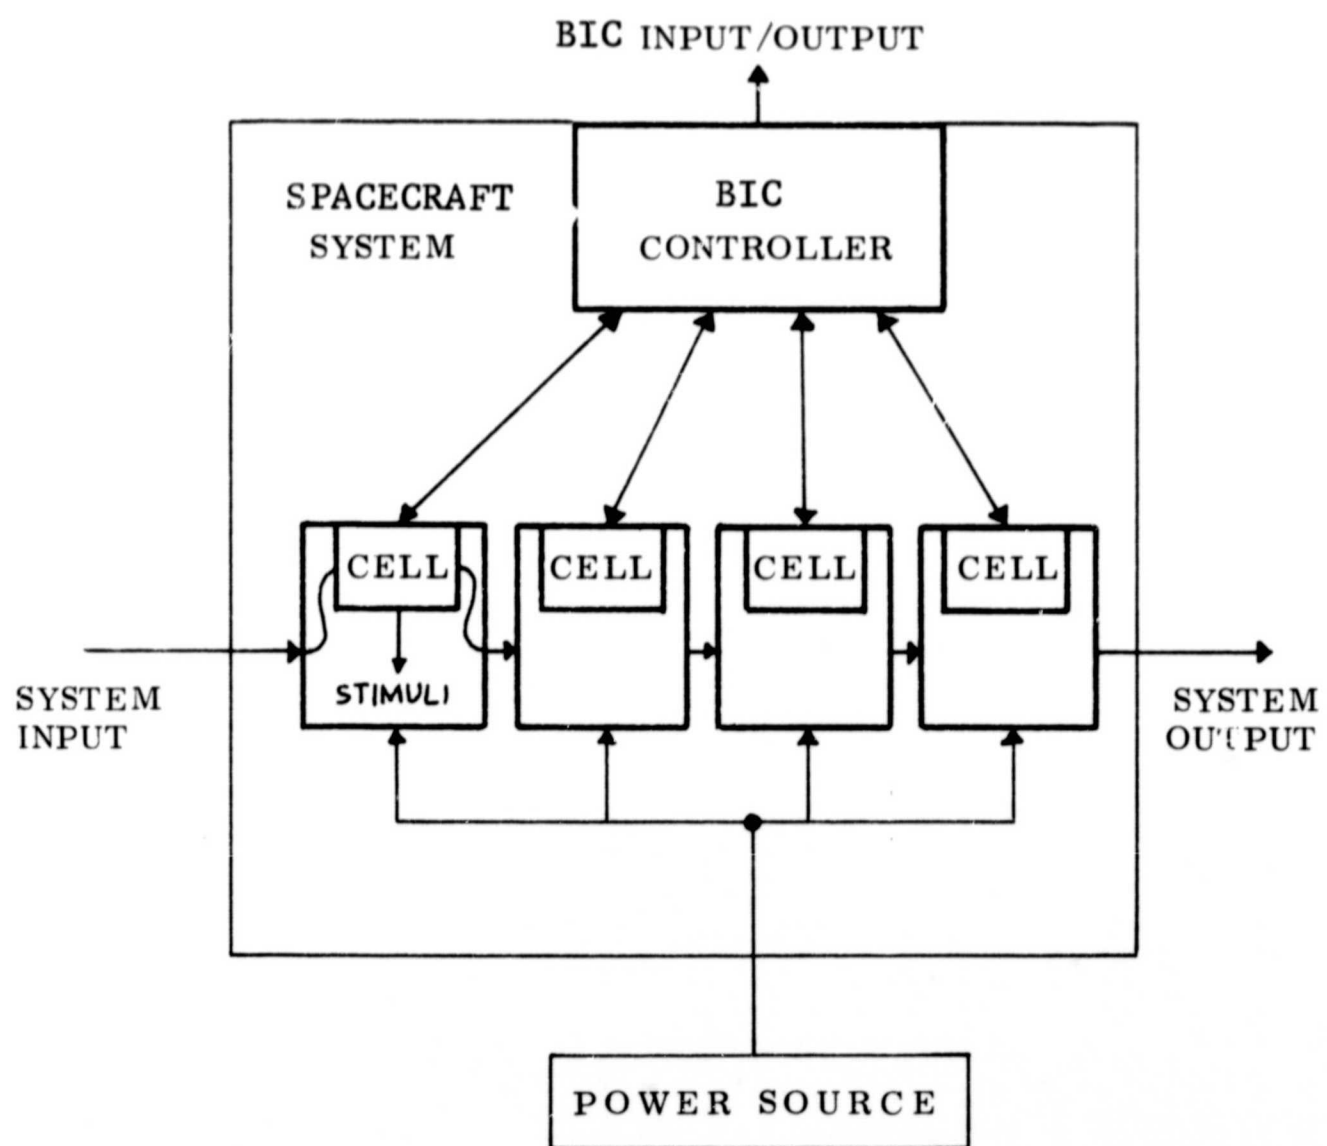 BIC INPUT/OUTPUT
SPACECRAFT
SYSTEM
BIC
CONTROLLER
CELL
CELL
CELL
CELL
STIMULI
SYSTEM
INPUT
SYSTEM
OUTPUT
POWER SOURCE